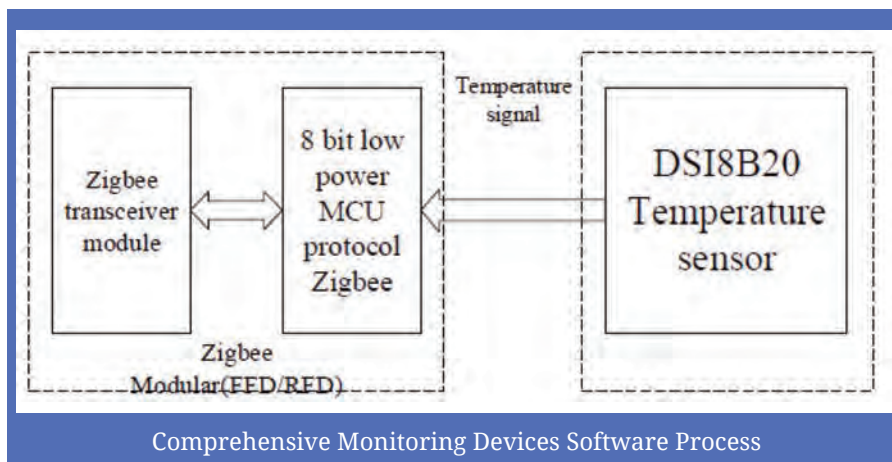 Zigbee
transceiver
module
8 bit low
power
MCU
protocol
Zigbee
Zigbee
Modular(FFD/RFD)
Temperature
signal
DSI8B20
Temperature
sensor
Comprehensive Monitoring Devices Software Process